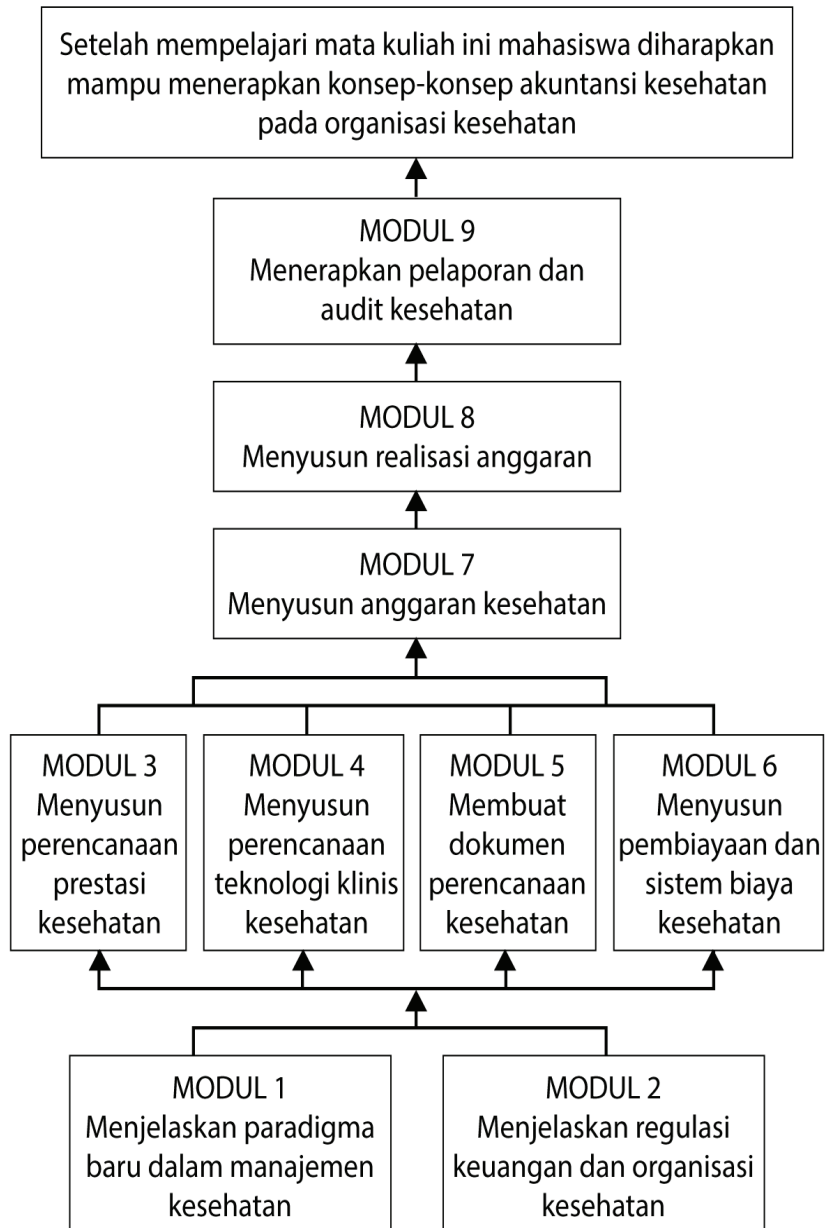 Setelah mempelajari mata kuliah ini mahasiswa diharapkan
mampu menerapkan konsep-konsep akuntansi kesehatan
pada organisasi kesehatan
MODUL 9
Menerapkan pelaporan dan
audit kesehatan
MODUL 8
Menyusun realisasi anggaran
MODUL 7
Menyusun anggaran kesehatan
MODUL 3
Menyusun
perencanaan
prestasi
kesehatan
MODUL 4
Menyusun
perencanaan
teknologi klinis
kesehatan
MODUL 5
Membuat
dokumen
perencanaan
kesehatan
MODUL 6
Menyusun
pembiayaan dan
sistem biaya
kesehatan
MODUL 1
Menjelaskan paradigma
baru dalam manajemen
kesehatan
MODUL 2
Menjelaskan regulasi
keuangan dan organisasi
kesehatan